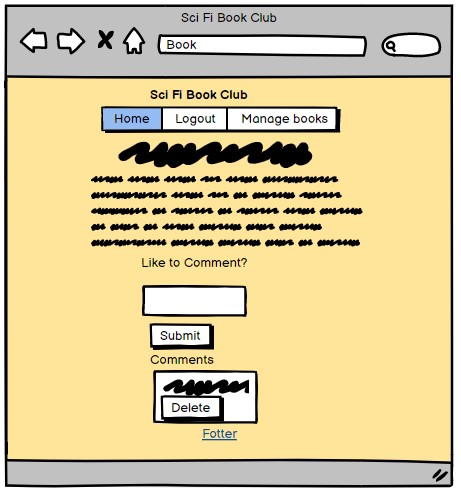 Sci Fi Book Club
Book
Sci Fi Book Club
Home Logout Manage books
Like to Comment?
Submit
Comments
Delete
Fotter